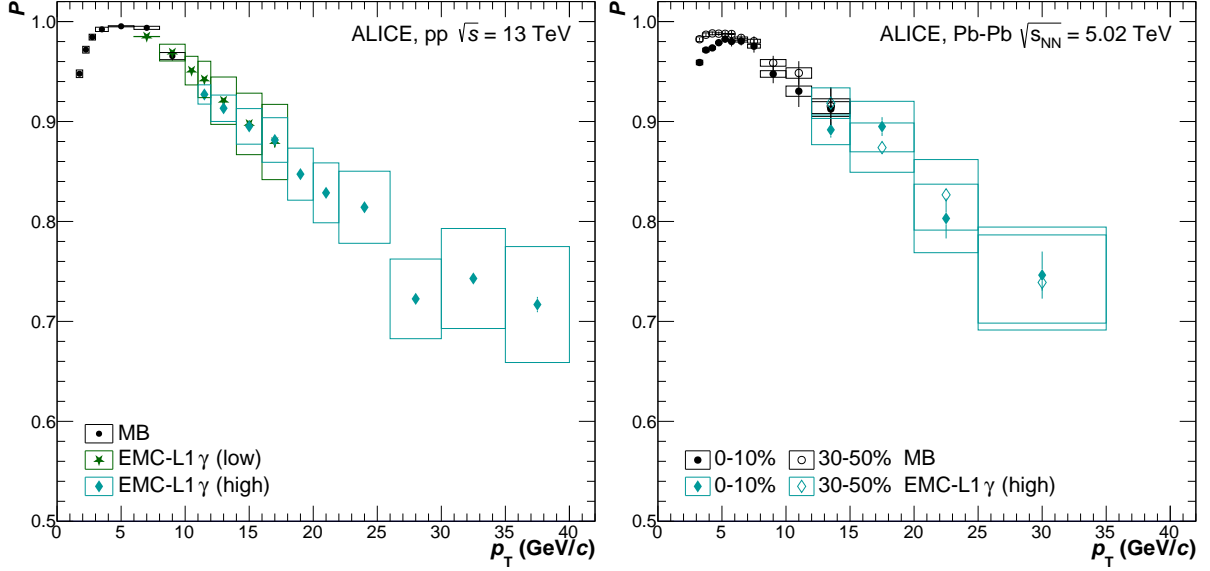 P
ALICE, pp √s = 13 TeV
1.0
0.9
0.8
0.7
0.6
0.5
MB
EMC-L1 γ (low)
EMC-L1 γ (high)
0 5 10 15 20 25 30 35 40
p_T (GeV/c)
P
ALICE, Pb-Pb √s_NN = 5.02 TeV
1.0
0.9
0.8
0.7
0.6
0.5
0-10% 30-50% MB
0-10% 30-50% EMC-L1 γ (high)
0 5 10 15 20 25 30 35 40
p_T (GeV/c)